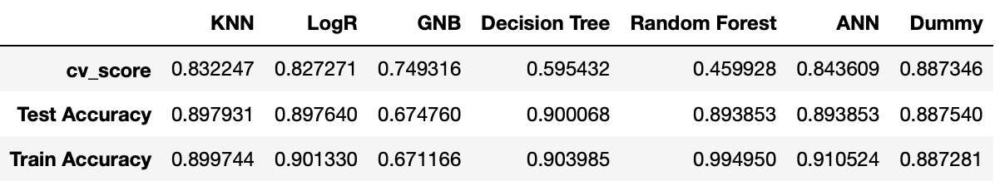 KNN LogR GNB Decision Tree Random Forest ANN Dummy
cv_score 0.832247 0.827271 0.749316 0.595432 0.459928 0.843609 0.887346
Test Accuracy 0.897931 0.897640 0.674760 0.900068 0.893853 0.893853 0.887540
Train Accuracy 0.899744 0.901330 0.671166 0.903985 0.994950 0.910524 0.887281